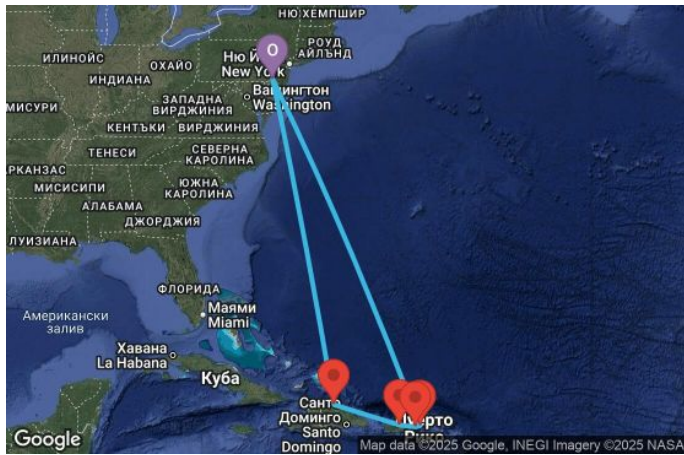 НЮ ХЕМПШИР
О
РОУД
АЙЛЪНД
Ню Й
New York
ИЛИНОЙС
ОХАЙО
ИНДИАНА
Вашингтон
Washington
МИСУРИ
ЗАПАДНА
ВИРДЖИНИЯ
КЕНТЪКИ
ВИРДЖИНИЯ
ТЕНЕСИ
СЕВЕРНА
КАРОЛИНА
АРКАНЗАС
МИСИСИПИ
ЮЖНА
КАРОЛИНА
АЛАБАМА
ДЖОРДЖИЯ
ЛУИЗИАНА
ФЛОРИДА
Американски
залив
Маями
Miami
Хавана
La Habana
Куба
Санто
Доминго
Santo
Domingo
Google
Map data ©2025 Google, INEGI Imagery ©2025 NASA